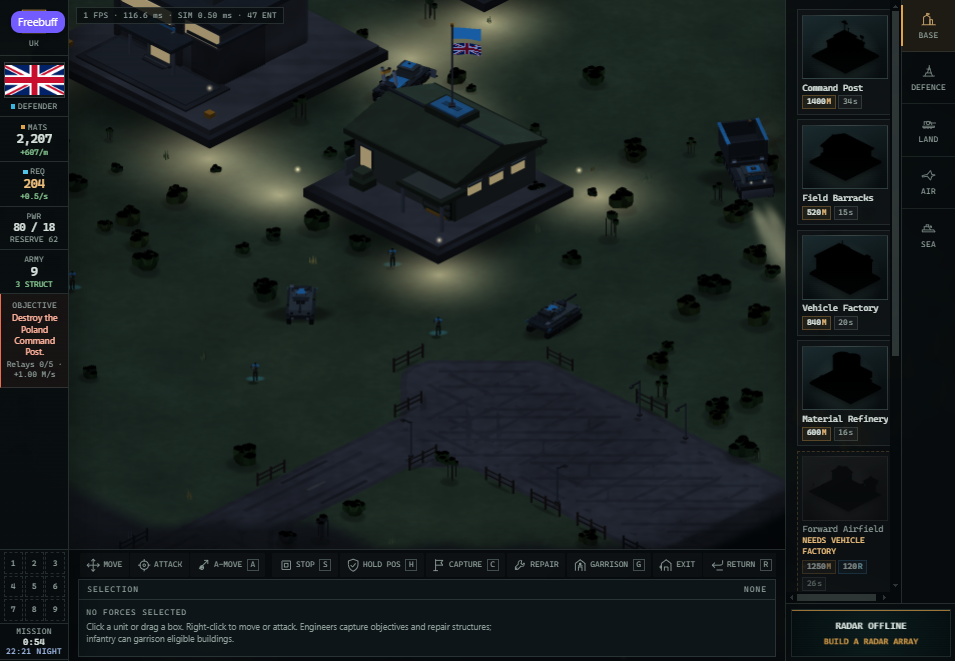 1 FPS · 116.6 ms · SIM 0.50 ms · 47 ENT
Freebuff
UK
DEFENDER
MATS
2,207
+607/m
REQ
204
+0.5/s
PWR
80 / 18
RESERVE 62
ARMY
9
3 STRUCT
OBJECTIVE
Destroy the
Poland
Command
Post.
Relays 0/5 ·
+1.00 M/s
1 2 3
4 5 6
7 8 9
MISSION
0:54
22:21 NIGHT
MOVE ATTACK A-MOVE A STOP S HOLD POS H CAPTURE C REPAIR GARRISON G EXIT RETURN R
SELECTION NONE
NO FORCES SELECTED
Click a unit or drag a box. Right-click to move or attack. Engineers capture objectives and repair structures;
infantry can garrison eligible buildings.
Command Post
1400M 34s
Field Barracks
520M 15s
Vehicle Factory
840M 20s
Material Refinery
600M 16s
Forward Airfield
NEEDS VEHICLE
FACTORY
1250M 120R
26s
BASE
DEFENCE
LAND
AIR
SEA
RADAR OFFLINE
BUILD A RADAR ARRAY